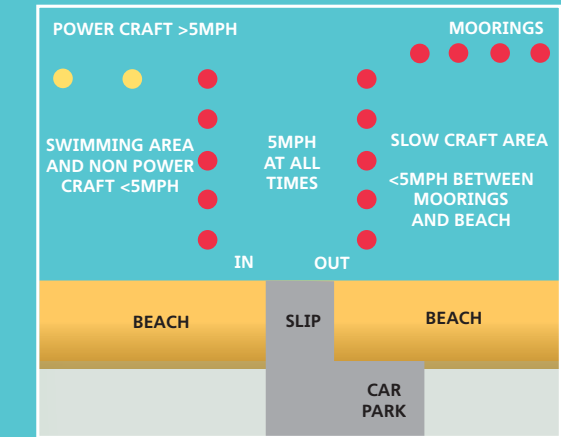 POWER CRAFT >5MPH
MOORINGS
SWIMMING AREA
AND NON POWER
CRAFT <5MPH
5MPH
AT ALL
TIMES
SLOW CRAFT AREA
<5MPH BETWEEN
MOORINGS
AND BEACH
IN
OUT
BEACH
SLIP
BEACH
CAR
PARK